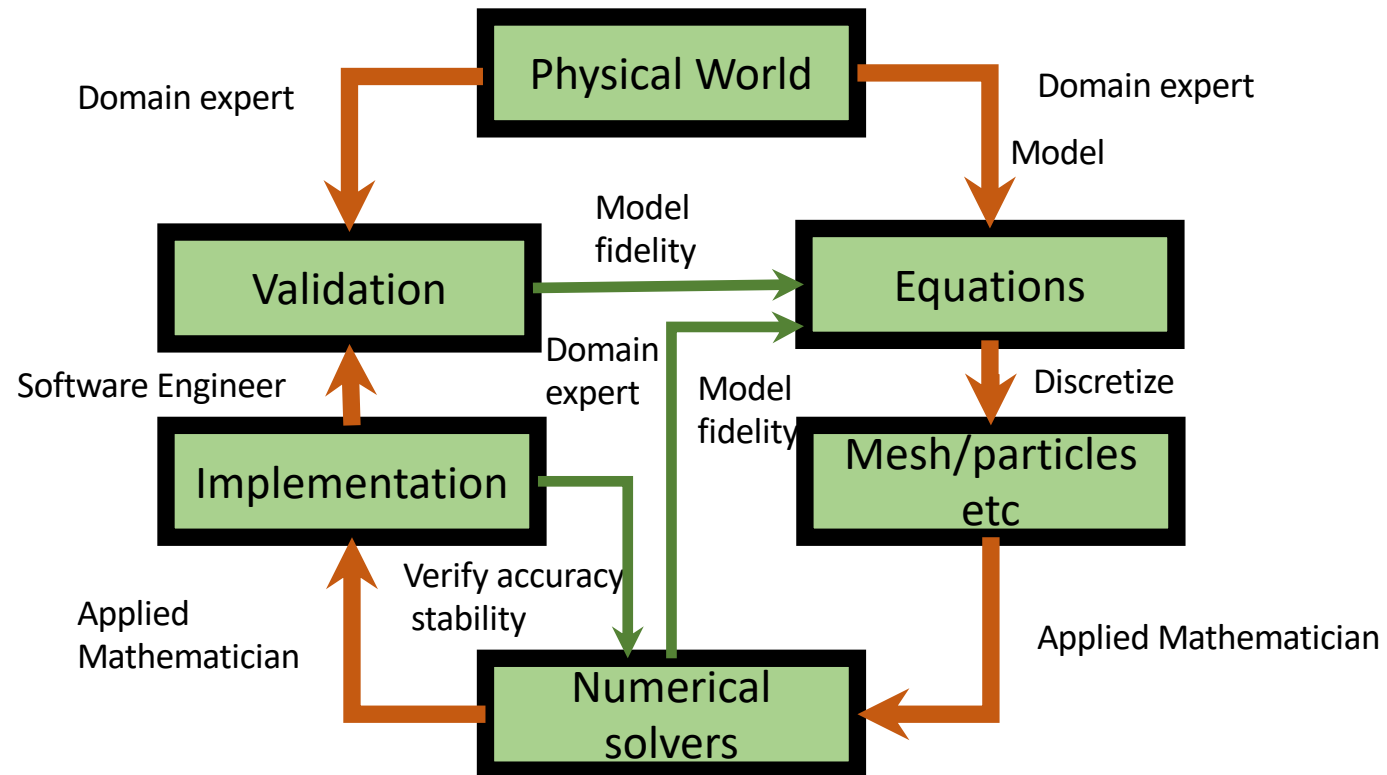 Physical World
Domain expert
Domain expert
Model
Model
fidelity
Validation
Equations
Domain
expert
Model
fidelity
Discretize
Software Engineer
Implementation
Mesh/particles
etc
Verify accuracy
stability
Applied
Mathematician
Applied Mathematician
Numerical
solvers